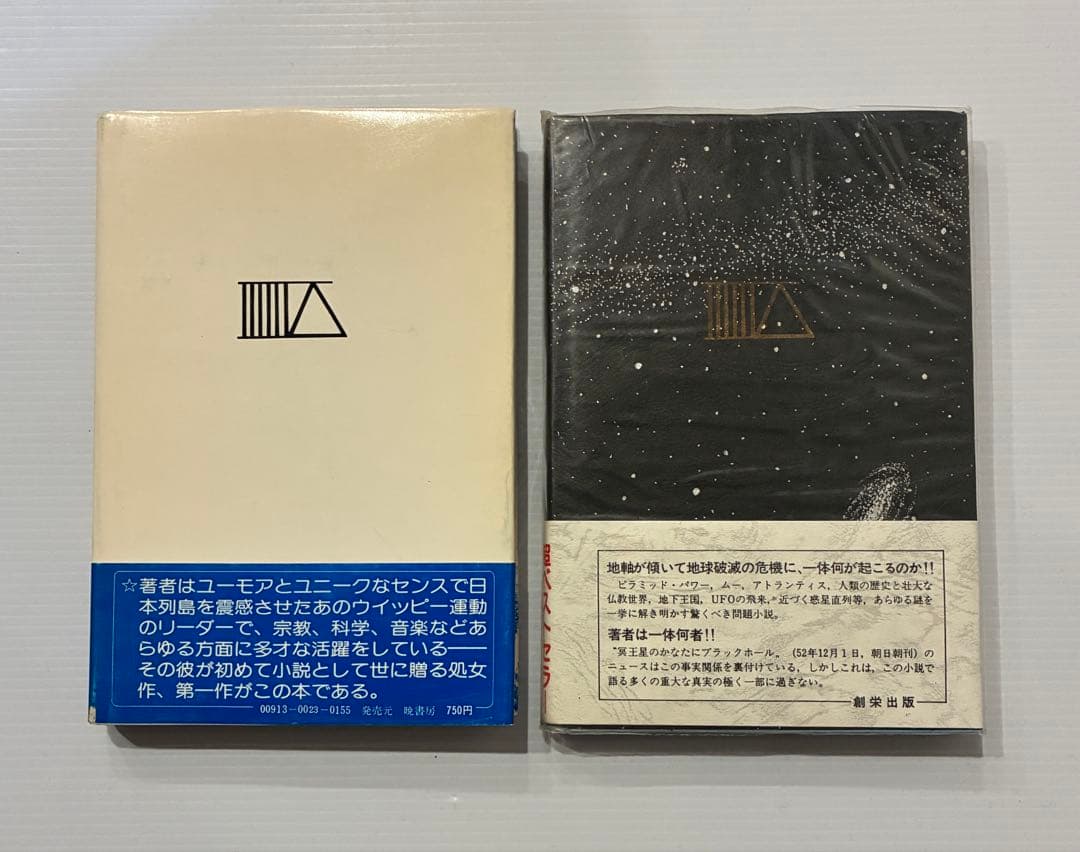 ☆著者はユーモアとユニークなセンスで日
本列島を震感させたあのウイッピー運動
のリーダーで、宗教、科学、音楽などあ
らゆる方面に多才な活躍をしている――
その彼が初めて小説として世に贈る処女
作、第一作がこの本である。
00913-0023-0155 発売元 暁書房 750円
地軸が傾いて地球破滅の危機に、一体何が起こるのか!!
ピラミッド・パワー, ムー, アトランティス, 人類の歴史と壮大な
仏教世界, 地下王国, UFOの飛来, 近づく惑星直列等, あらゆる謎を
一挙に解き明かす驚くべき問題小説。
著者は一体何者!!
“冥王星のかなたにブラックホール。(52年12月1日, 朝日朝刊)の
ニュースはこの事実関係を裏付けている, しかしこれは, この小説で
語る多くの重大な真実の極く一部に過ぎない。
創栄出版